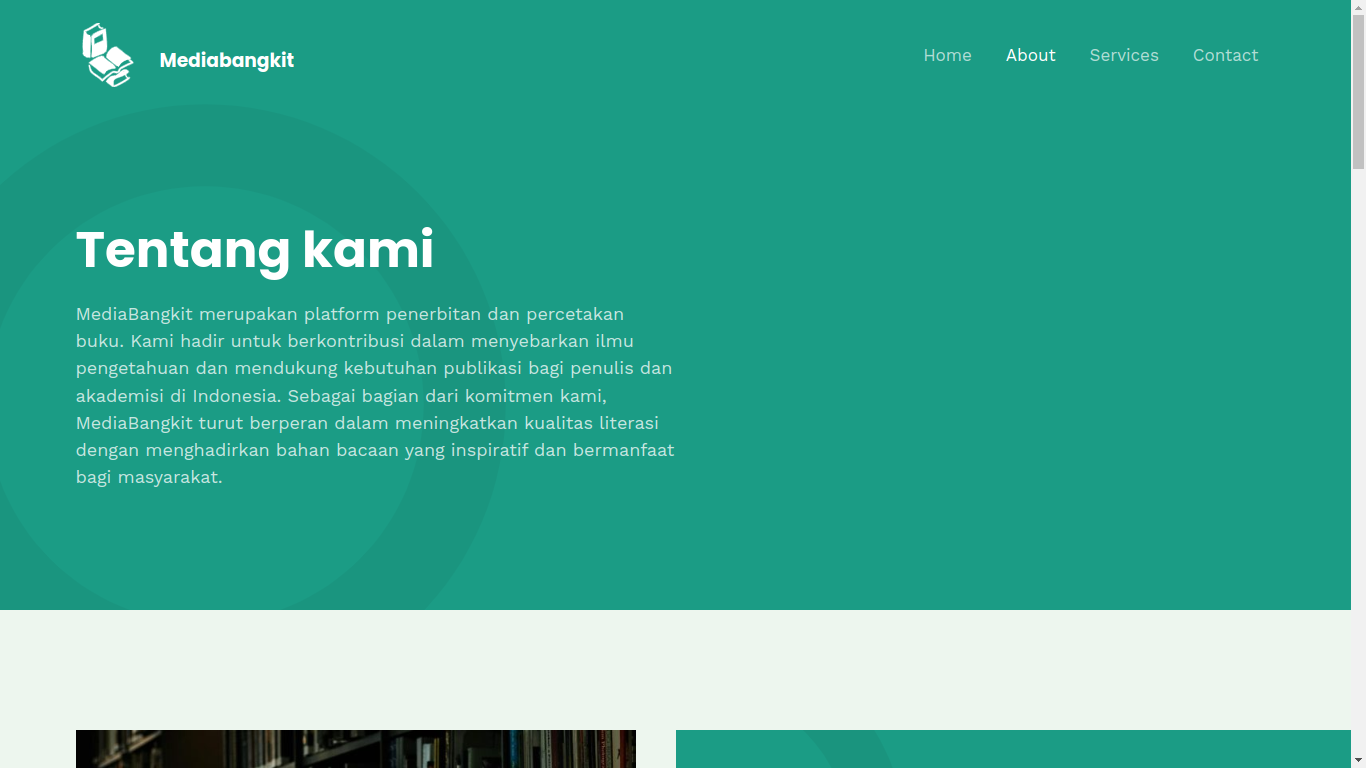 Mediabangkit
Home
About
Services
Contact
Tentang kami
MediaBangkit merupakan platform penerbitan dan percetakan
buku. Kami hadir untuk berkontribusi dalam menyebarkan ilmu
pengetahuan dan mendukung kebutuhan publikasi bagi penulis dan
akademisi di Indonesia. Sebagai bagian dari komitmen kami,
MediaBangkit turut berperan dalam meningkatkan kualitas literasi
dengan menghadirkan bahan bacaan yang inspiratif dan bermanfaat
bagi masyarakat.